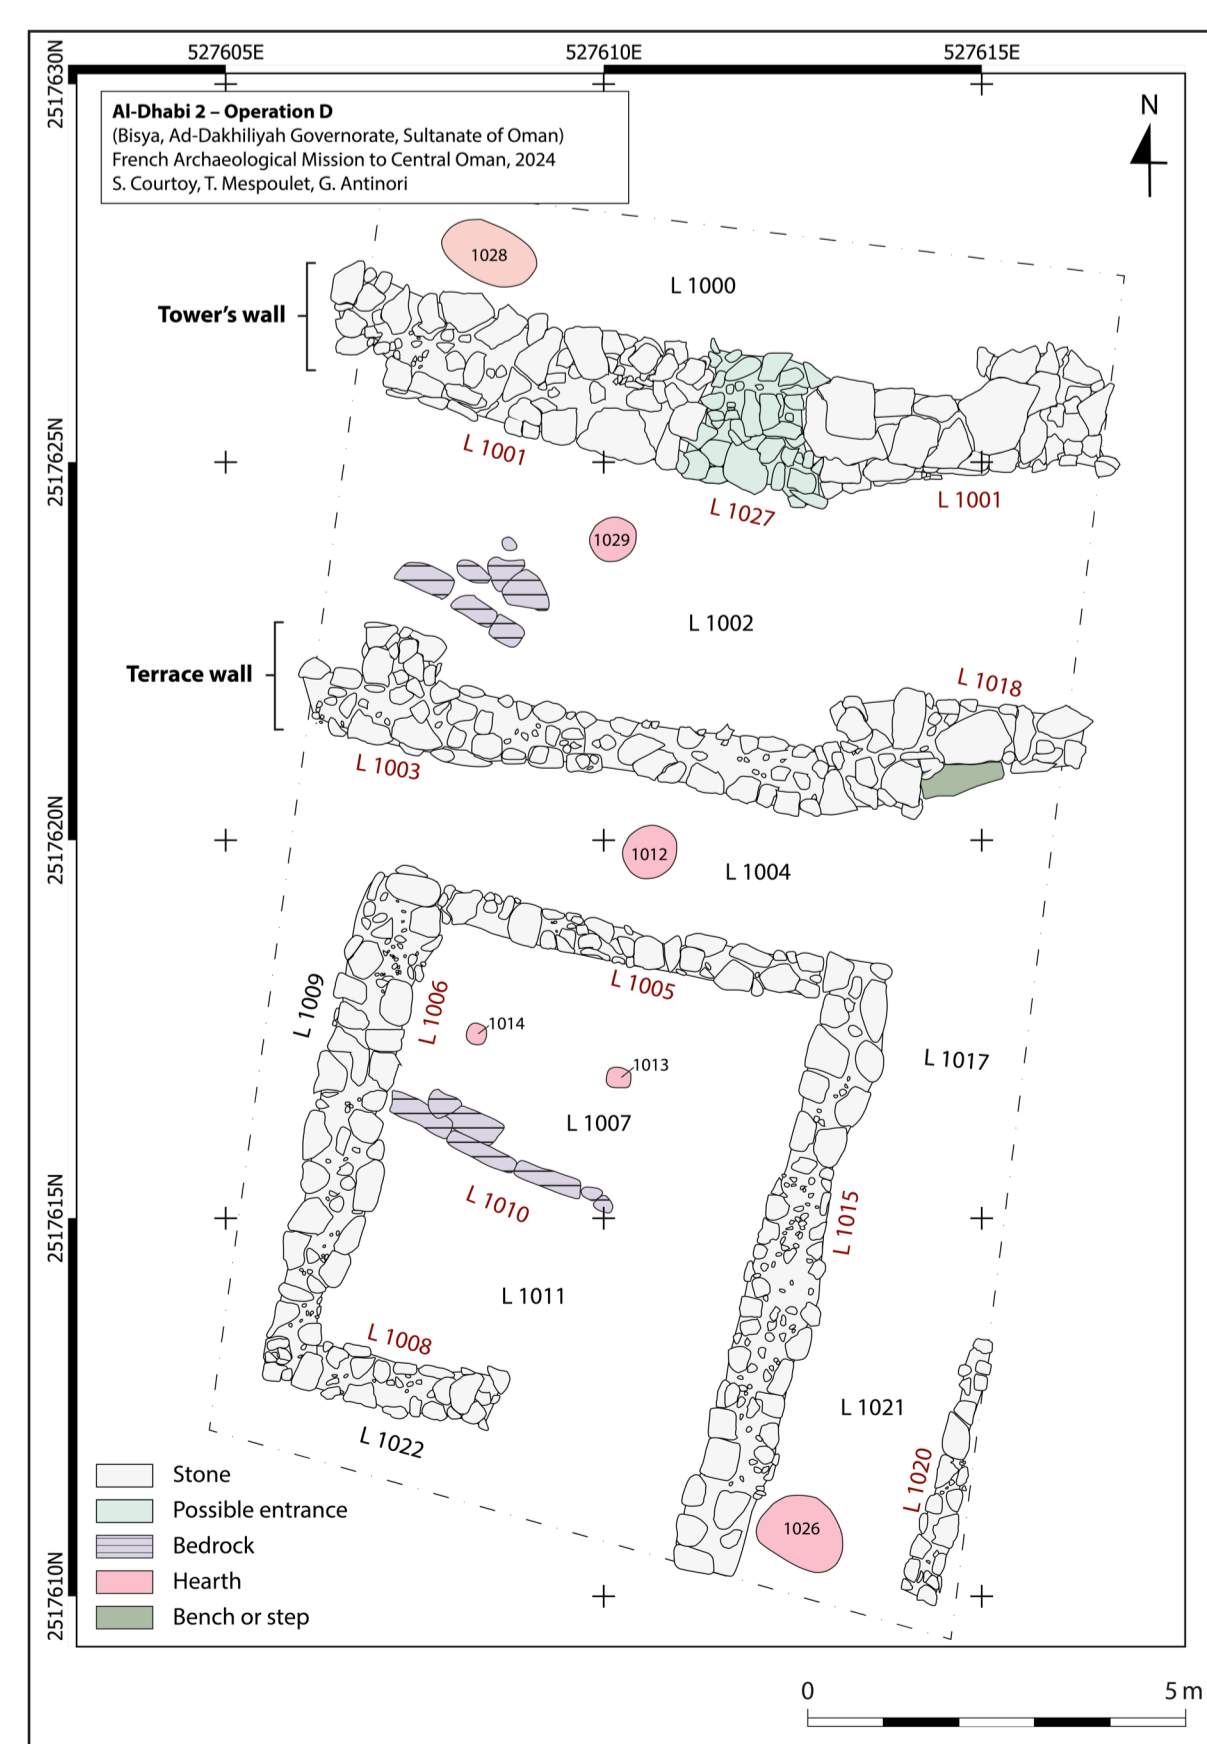 527605E
527610E
527615E
2517630N
2517625N
2517620N
2517615N
2517610N
Al-Dhabi 2 – Operation D
(Bisya, Ad-Dakhiliyah Governorate, Sultanate of Oman)
French Archaeological Mission to Central Oman, 2024
S. Courtoy, T. Mespoulet, G. Antinori
N
1028
L 1000
Tower's wall
L 1001
L 1027
L 1001
1029
L 1002
Terrace wall
L 1018
L 1003
1012
L 1004
L 1005
L 1009
L 1006
1014
1013
L 1017
L 1007
L 1010
L 1015
L 1011
L 1008
L 1021
L 1022
L 1020
1026
Stone
Possible entrance
Bedrock
Hearth
Bench or step
0
5 m